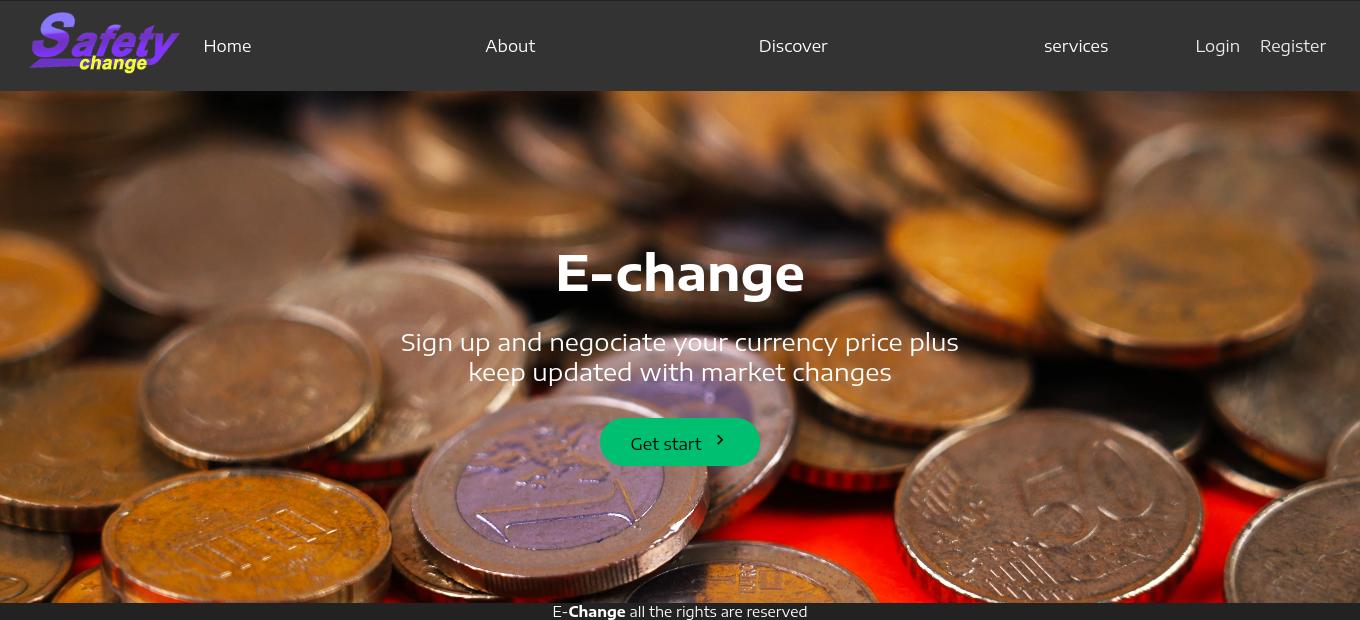 Safety
change
Home About Discover services Login Register
E-change
Sign up and negociate your currency price plus
keep updated with market changes
Get start
50
1
E-Change all the rights are reserved